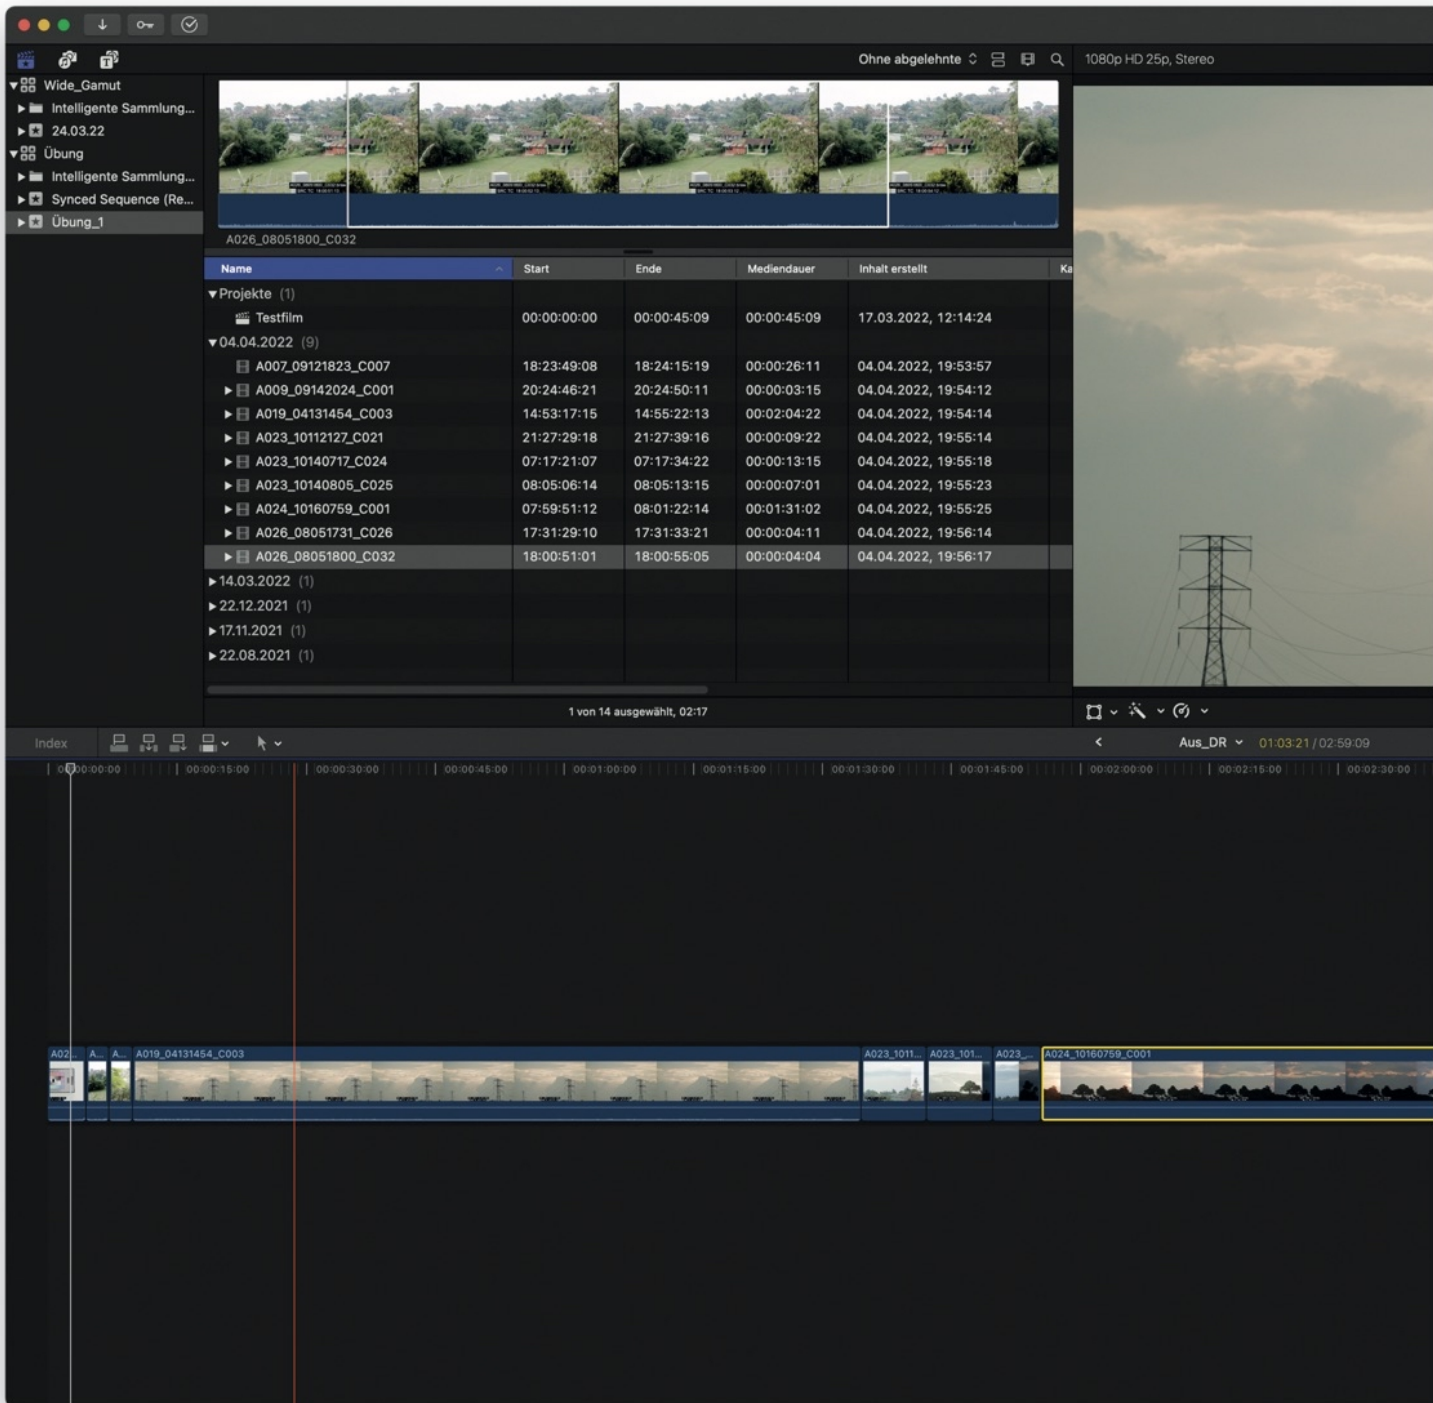 Ohne abgelehnte
1080p HD 25p, Stereo
Wide_Gamut
Intelligente Sammlung...
24.03.22
Übung
Intelligente Sammlung...
Synced Sequence (Re...
Übung_1
A026_08051800_C032
Name Start Ende Mediendauer Inhalt erstellt Ka
Projekte (1)
Testfilm 00:00:00:00 00:00:45:09 00:00:45:09 17.03.2022, 12:14:24
04.04.2022 (9)
A007_09121823_C007 18:23:49:08 18:24:15:19 00:00:26:11 04.04.2022, 19:53:57
A009_09142024_C001 20:24:46:21 20:24:50:11 00:00:03:15 04.04.2022, 19:54:12
A019_04131454_C003 14:53:17:15 14:55:22:13 00:02:04:22 04.04.2022, 19:54:14
A023_10112127_C021 21:27:29:18 21:27:39:16 00:00:09:22 04.04.2022, 19:55:14
A023_10140717_C024 07:17:21:07 07:17:34:22 00:00:13:15 04.04.2022, 19:55:18
A023_10140805_C025 08:05:06:14 08:05:13:15 00:00:07:01 04.04.2022, 19:55:23
A024_10160759_C001 07:59:51:12 08:01:22:14 00:01:31:02 04.04.2022, 19:55:25
A026_08051731_C026 17:31:29:10 17:31:33:21 00:00:04:11 04.04.2022, 19:56:14
A026_08051800_C032 18:00:51:01 18:00:55:05 00:00:04:04 04.04.2022, 19:56:17
14.03.2022 (1)
22.12.2021 (1)
17.11.2021 (1)
22.08.2021 (1)
1 von 14 ausgewählt, 02:17
Index
Aus_DR 01:03:21 / 02:59:09
00:00:15:00 00:00:30:00 00:00:45:00 00:01:00:00 00:01:15:00 00:01:30:00 00:01:45:00 00:02:00:00 00:02:15:00 00:02:30:00
A02... A... A... A019_04131454_C003 A023_1011... A023_101... A023_... A024_10160759_C001